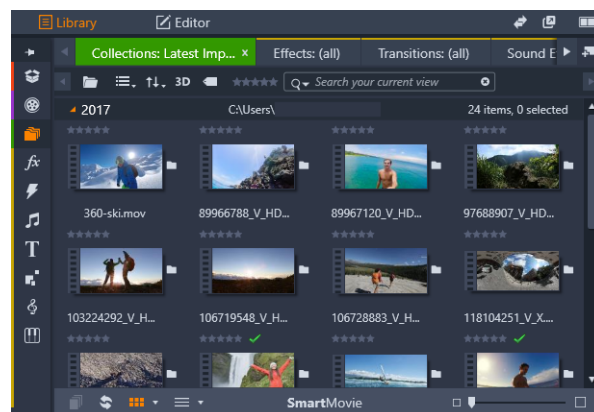 Library Editor
Collections: Latest Imp... × Effects: (all) Transitions: (all) Sound E
3D Search your current view
2017 C:\Users\ 24 items, 0 selected
360-ski.mov 89966788_V_HD... 89967120_V_HD... 97688907_V_HD...
fx
T
103224292_V_H... 106719548_V_H... 106728883_V_H... 118104251_V_X....
SmartMovie